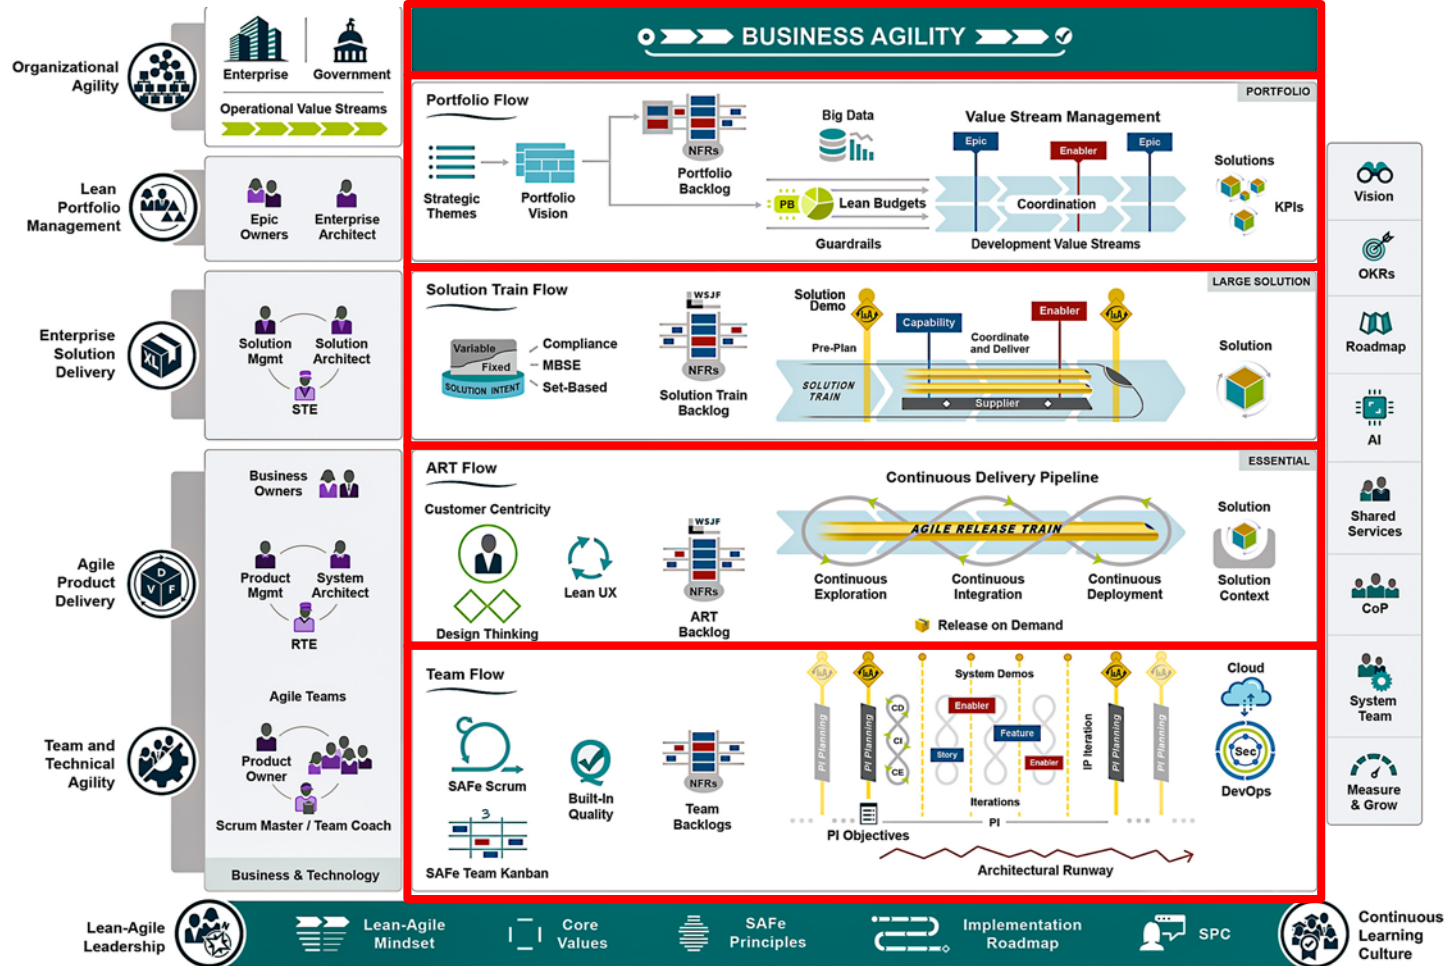 Organizational
Agility
Enterprise
Government
Operational Value Streams
Lean
Portfolio
Management
Epic
Owners
Enterprise
Architect
Enterprise
Solution
Delivery
XL
Solution
Mgmt
Solution
Architect
STE
Agile
Product
Delivery
D
V F
Business
Owners
Product
Mgmt
System
Architect
RTE
Team and
Technical
Agility
Agile Teams
Product
Owner
Scrum Master / Team Coach
Business & Technology
BUSINESS AGILITY
PORTFOLIO
Portfolio Flow
Strategic
Themes
Portfolio
Vision
NFRs
Portfolio
Backlog
Big Data
PB
Lean Budgets
Guardrails
Value Stream Management
Epic
Enabler
Epic
Coordination
Development Value Streams
Solutions
KPIs
LARGE SOLUTION
Solution Train Flow
Variable
Fixed
SOLUTION INTENT
Compliance
MBSE
Set-Based
WSJF
NFRs
Solution Train
Backlog
Solution
Demo
I&A
Pre-Plan
Capability
Coordinate
and Deliver
Enabler
I&A
SOLUTION
TRAIN
Supplier
Solution
ESSENTIAL
ART Flow
Customer Centricity
Design Thinking
Lean UX
WSJF
NFRs
ART
Backlog
Continuous Delivery Pipeline
AGILE RELEASE TRAIN
Continuous
Exploration
Continuous
Integration
Continuous
Deployment
Release on Demand
Solution
Solution
Context
Team Flow
SAFe Scrum
3
SAFe Team Kanban
Built-In
Quality
NFRs
Team
Backlogs
I&A
PI Planning
I&A
PI Planning
CD
CI
CE
System Demos
Enabler
Story
Feature
Enabler
IP Iteration
I&A
PI Planning
I&A
PI Planning
Iterations
PI
PI Objectives
Architectural Runway
Cloud
Sec
DevOps
Vision
OKRs
Roadmap
AI
Shared
Services
CoP
System
Team
Measure
& Grow
Lean-Agile
Leadership
Lean-Agile
Mindset
Core
Values
SAFe
Principles
Implementation
Roadmap
SPC
Continuous
Learning
Culture